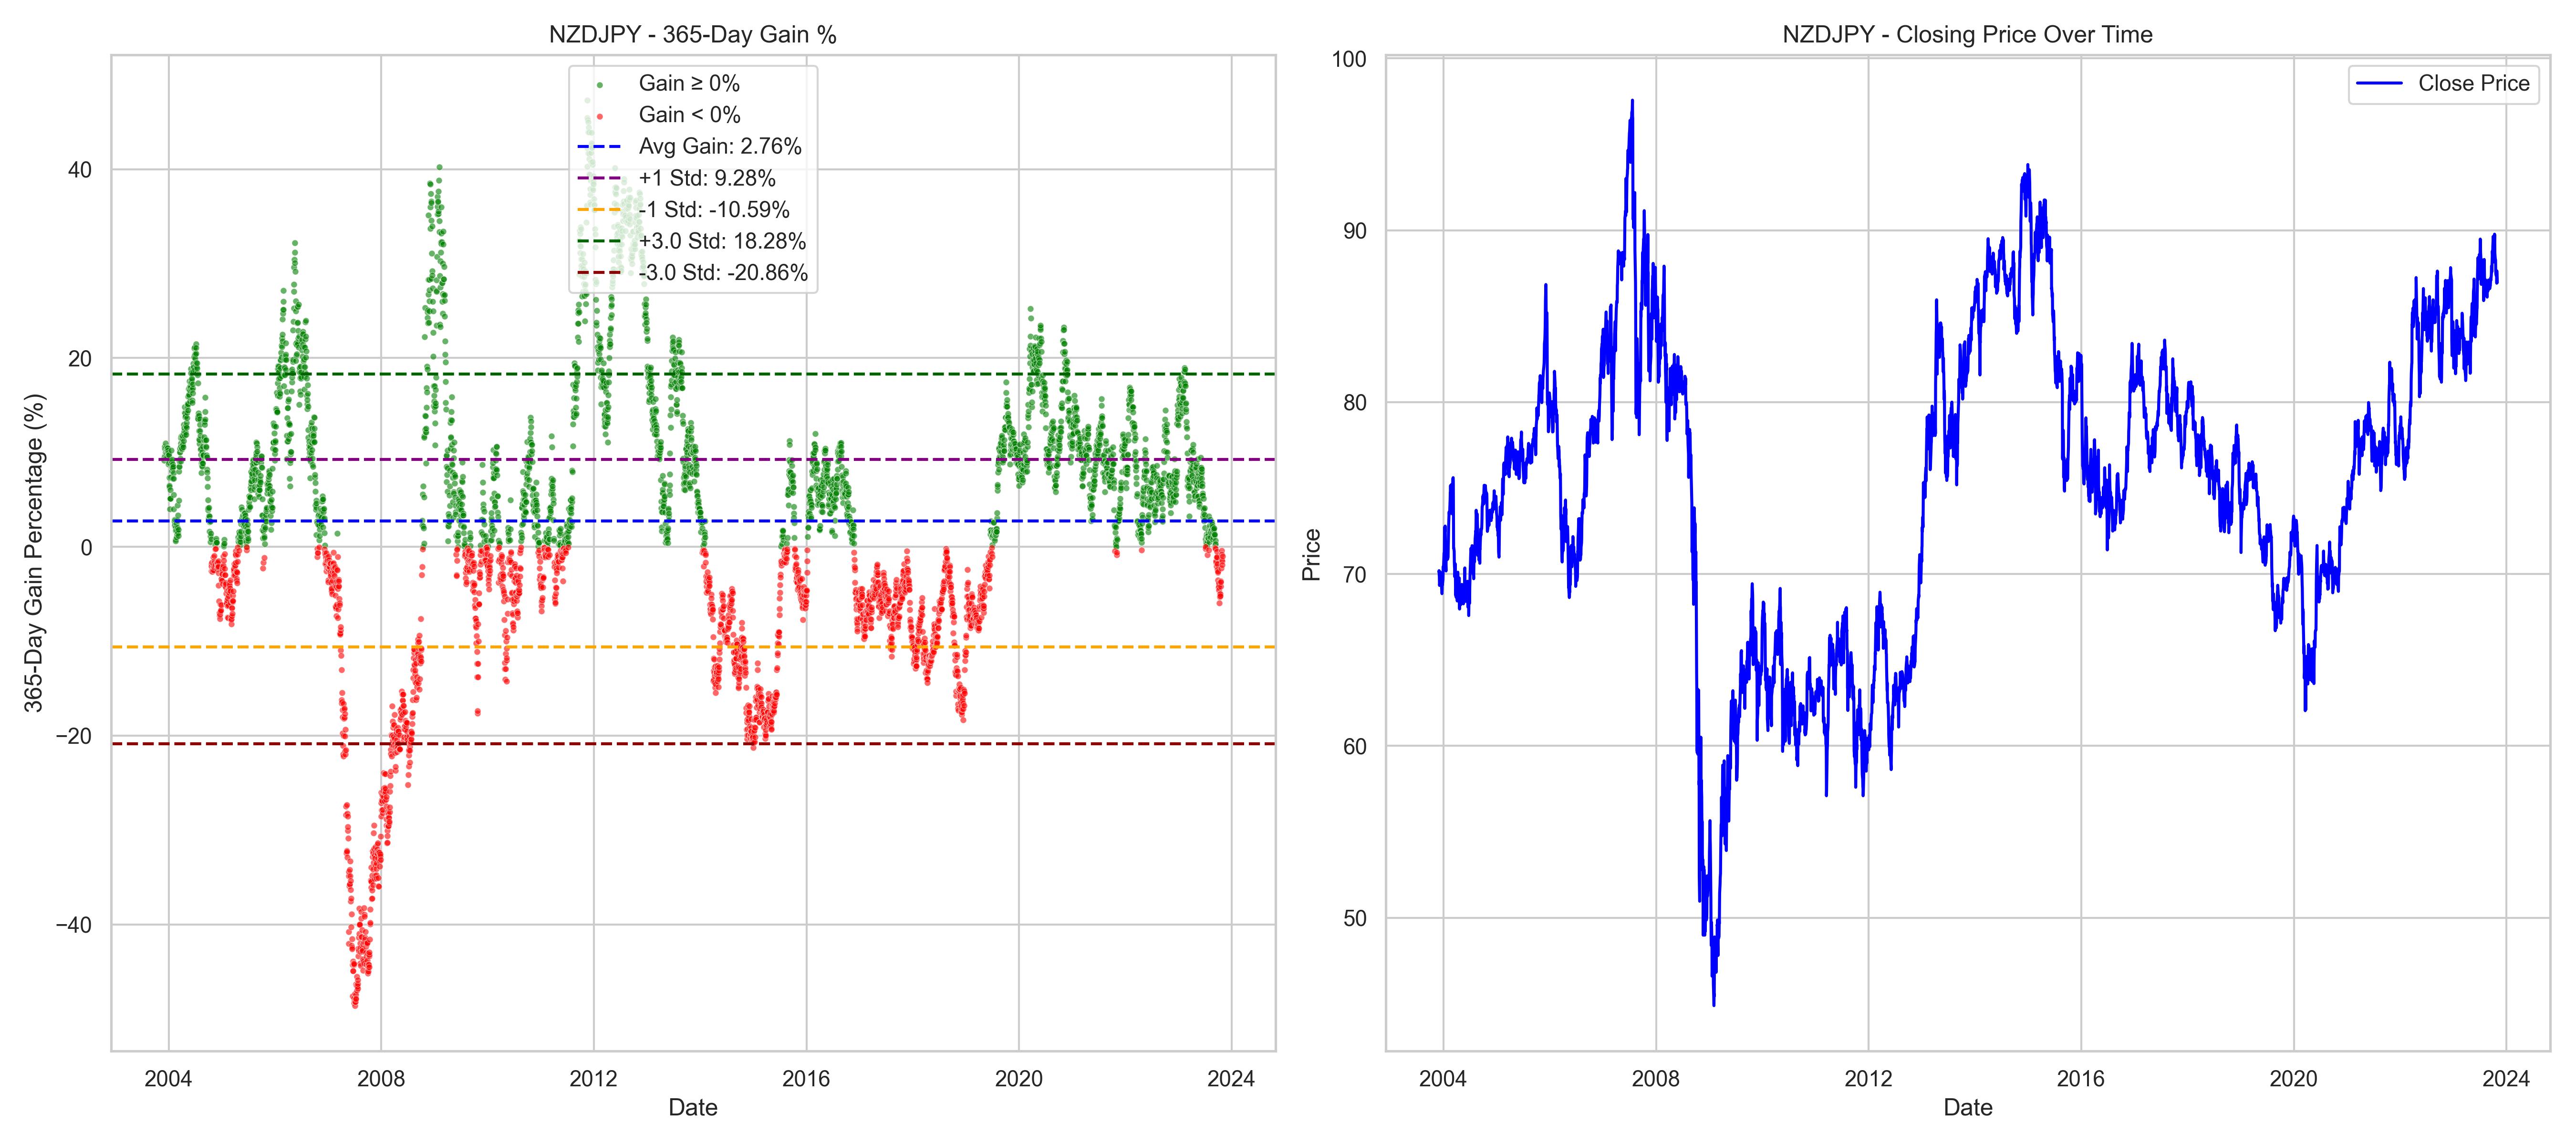 NZDJPY - 365-Day Gain %
365-Day Gain Percentage (%)
40
20
0
−20
−40
Gain ≥ 0%
Gain < 0%
Avg Gain: 2.76%
+1 Std: 9.28%
-1 Std: -10.59%
+3.0 Std: 18.28%
-3.0 Std: -20.86%
2004
2008
2012
2016
2020
2024
Date
NZDJPY - Closing Price Over Time
Price
100
90
80
70
60
50
Close Price
2004
2008
2012
2016
2020
2024
Date